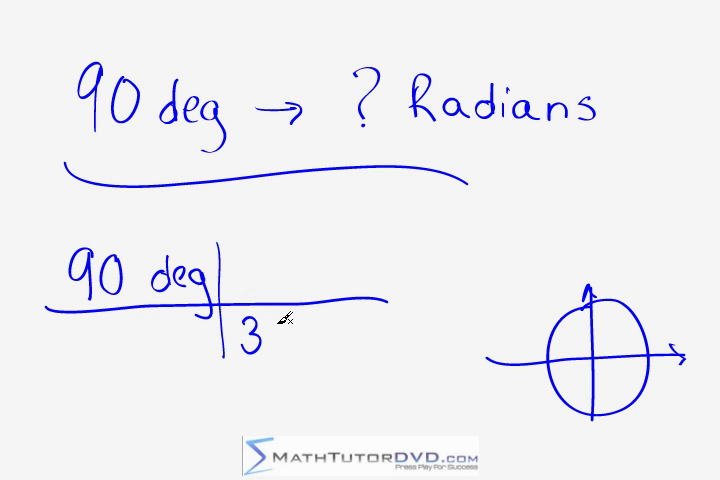 90 deg → ? Radians
90 deg
3
MATHTUTORDVD.COM
Press Play For Success